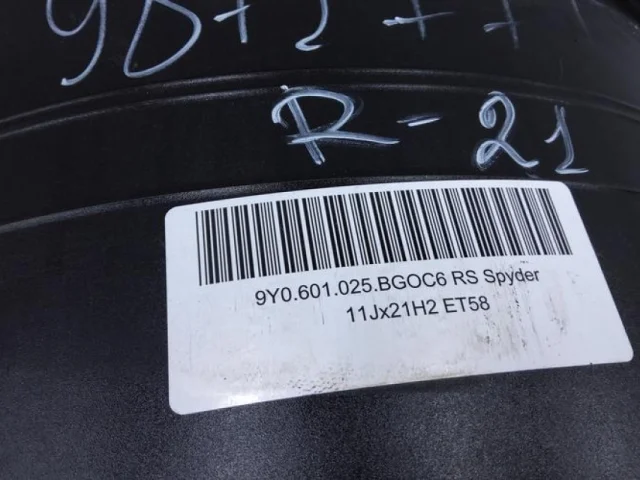 R-21
9Y0.601.025.BGOC6 RS Spyder
11Jx21H2 ET58